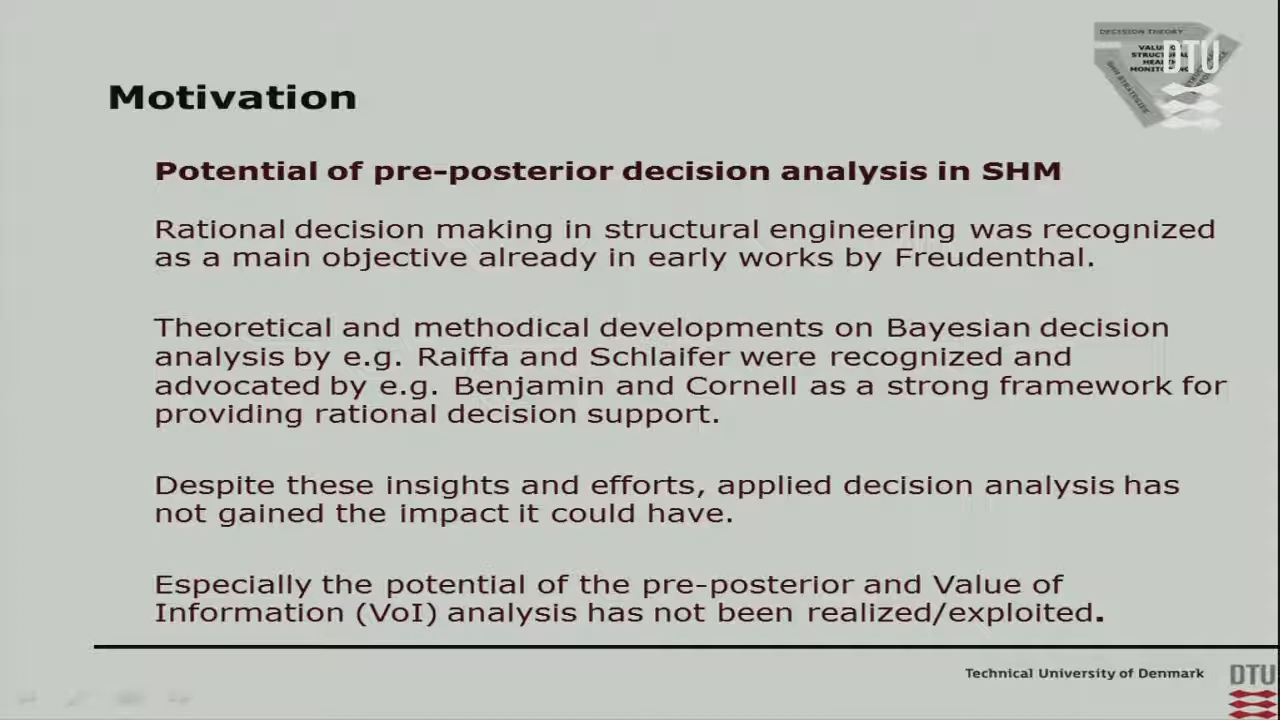 DECISION THEORY
DTU
Motivation
Potential of pre-posterior decision analysis in SHM
Rational decision making in structural engineering was recognized
as a main objective already in early works by Freudenthal.
Theoretical and methodical developments on Bayesian decision
analysis by e.g. Raiffa and Schlaifer were recognized and
advocated by e.g. Benjamin and Cornell as a strong framework for
providing rational decision support.
Despite these insights and efforts, applied decision analysis has
not gained the impact it could have.
Especially the potential of the pre-posterior and Value of
Information (VoI) analysis has not been realized/exploited.
Technical University of Denmark
DTU